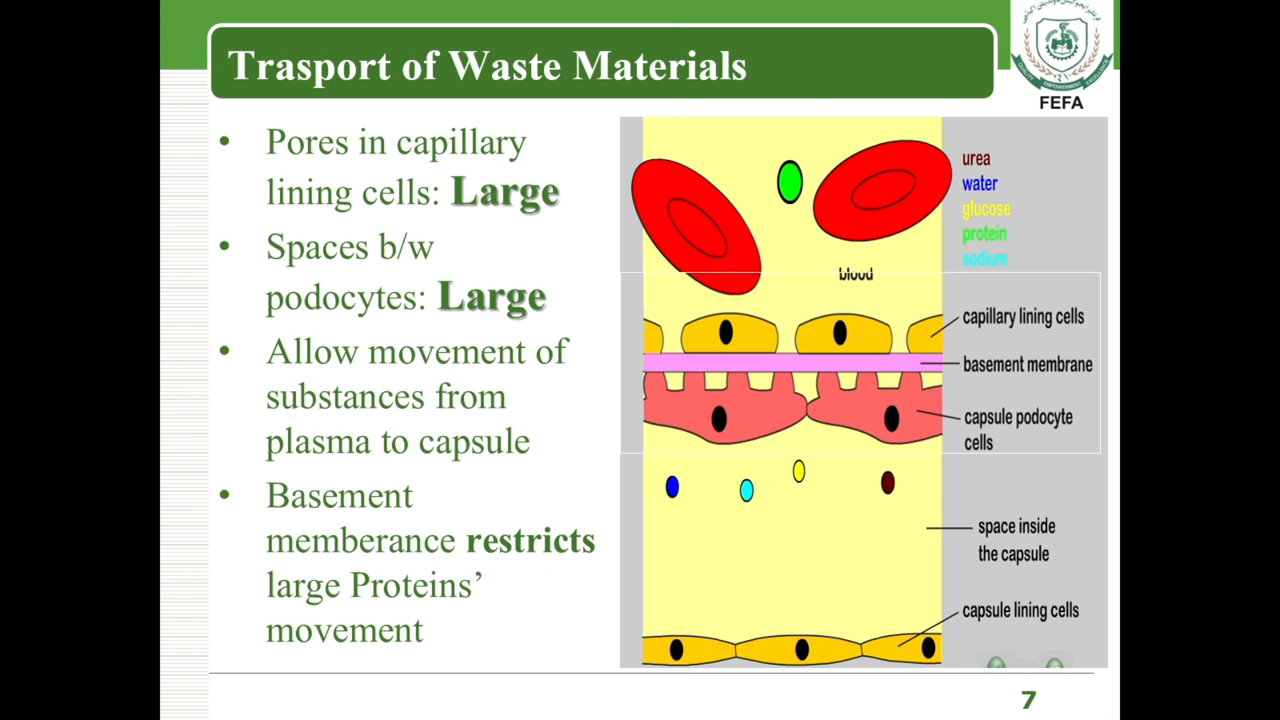 Trasport of Waste Materials
FEFA
• Pores in capillary
lining cells: Large
• Spaces b/w
podocytes: Large
• Allow movement of
substances from
plasma to capsule
• Basement
memberance restricts
large Proteins’
movement
urea
water
glucose
protein
sodium
blood
capillary lining cells
basement membrane
capsule podocyte
cells
space inside
the capsule
capsule lining cells
7